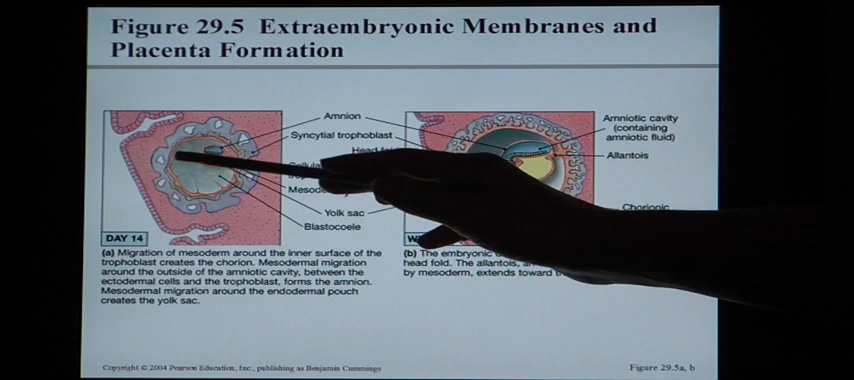 Figure 29.5 Extraembryonic Membranes and
Placenta Formation
Amnion
Syncytial trophoblast
Head fold
Mesoderm
Yolk sac
Blastocoele
Amniotic cavity
(containing
amniotic fluid)
Allantois
Chorionic
DAY 14
(a) Migration of mesoderm around the inner surface of the
trophoblast creates the chorion. Mesodermal migration
around the outside of the amniotic cavity, between the
ectodermal cells and the trophoblast, forms the amnion.
Mesodermal migration around the endodermal pouch
creates the yolk sac.
(b) The embryonic
head fold. The allantois,
by mesoderm, extends toward
Copyright © 2004 Pearson Education, Inc., publishing as Benjamin Cummings
Figure 29.5a, b